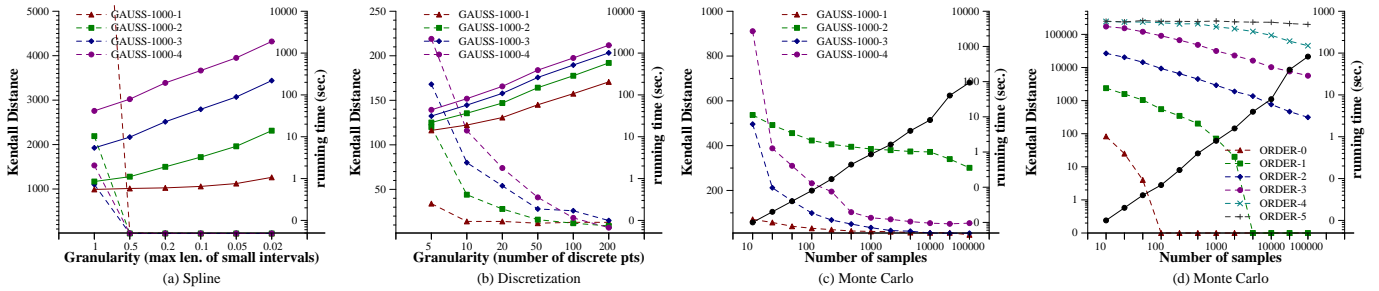 5000
4000
3000
2000
1000
Kendall Distance
GAUSS-1000-1
GAUSS-1000-2
GAUSS-1000-3
GAUSS-1000-4
10000
1000
100
10
1
0
running time (sec.)
1 0.5 0.2 0.1 0.05 0.02
Granularity (max len. of small intervals)
(a) Spline
250
200
150
100
50
Kendall Distance
GAUSS-1000-1
GAUSS-1000-2
GAUSS-1000-3
GAUSS-1000-4
10000
1000
100
10
1
0
running time (sec.)
5 10 20 50 100 200
Granularity (number of discrete pts)
(b) Discretization
1000
800
600
400
200
Kendall Distance
GAUSS-1000-1
GAUSS-1000-2
GAUSS-1000-3
GAUSS-1000-4
10000
1000
100
10
1
0
0
running time (sec.)
10 100 1000 10000 100000
Number of samples
(c) Monte Carlo
100000
10000
1000
100
10
1
0
Kendall Distance
ORDER-0
ORDER-1
ORDER-2
ORDER-3
ORDER-4
ORDER-5
1000
100
10
1
0
0
running time (sec.)
10 100 1000 10000 100000
Number of samples
(d) Monte Carlo